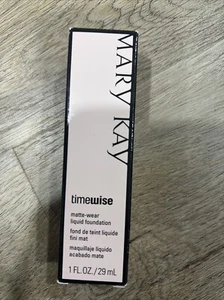 MARY KAY
timewise
matte-wear
liquid foundation
fond de teint liquide
fini mat
maquillaje líquido
acabado mate
1 FL. OZ. / 29 mL